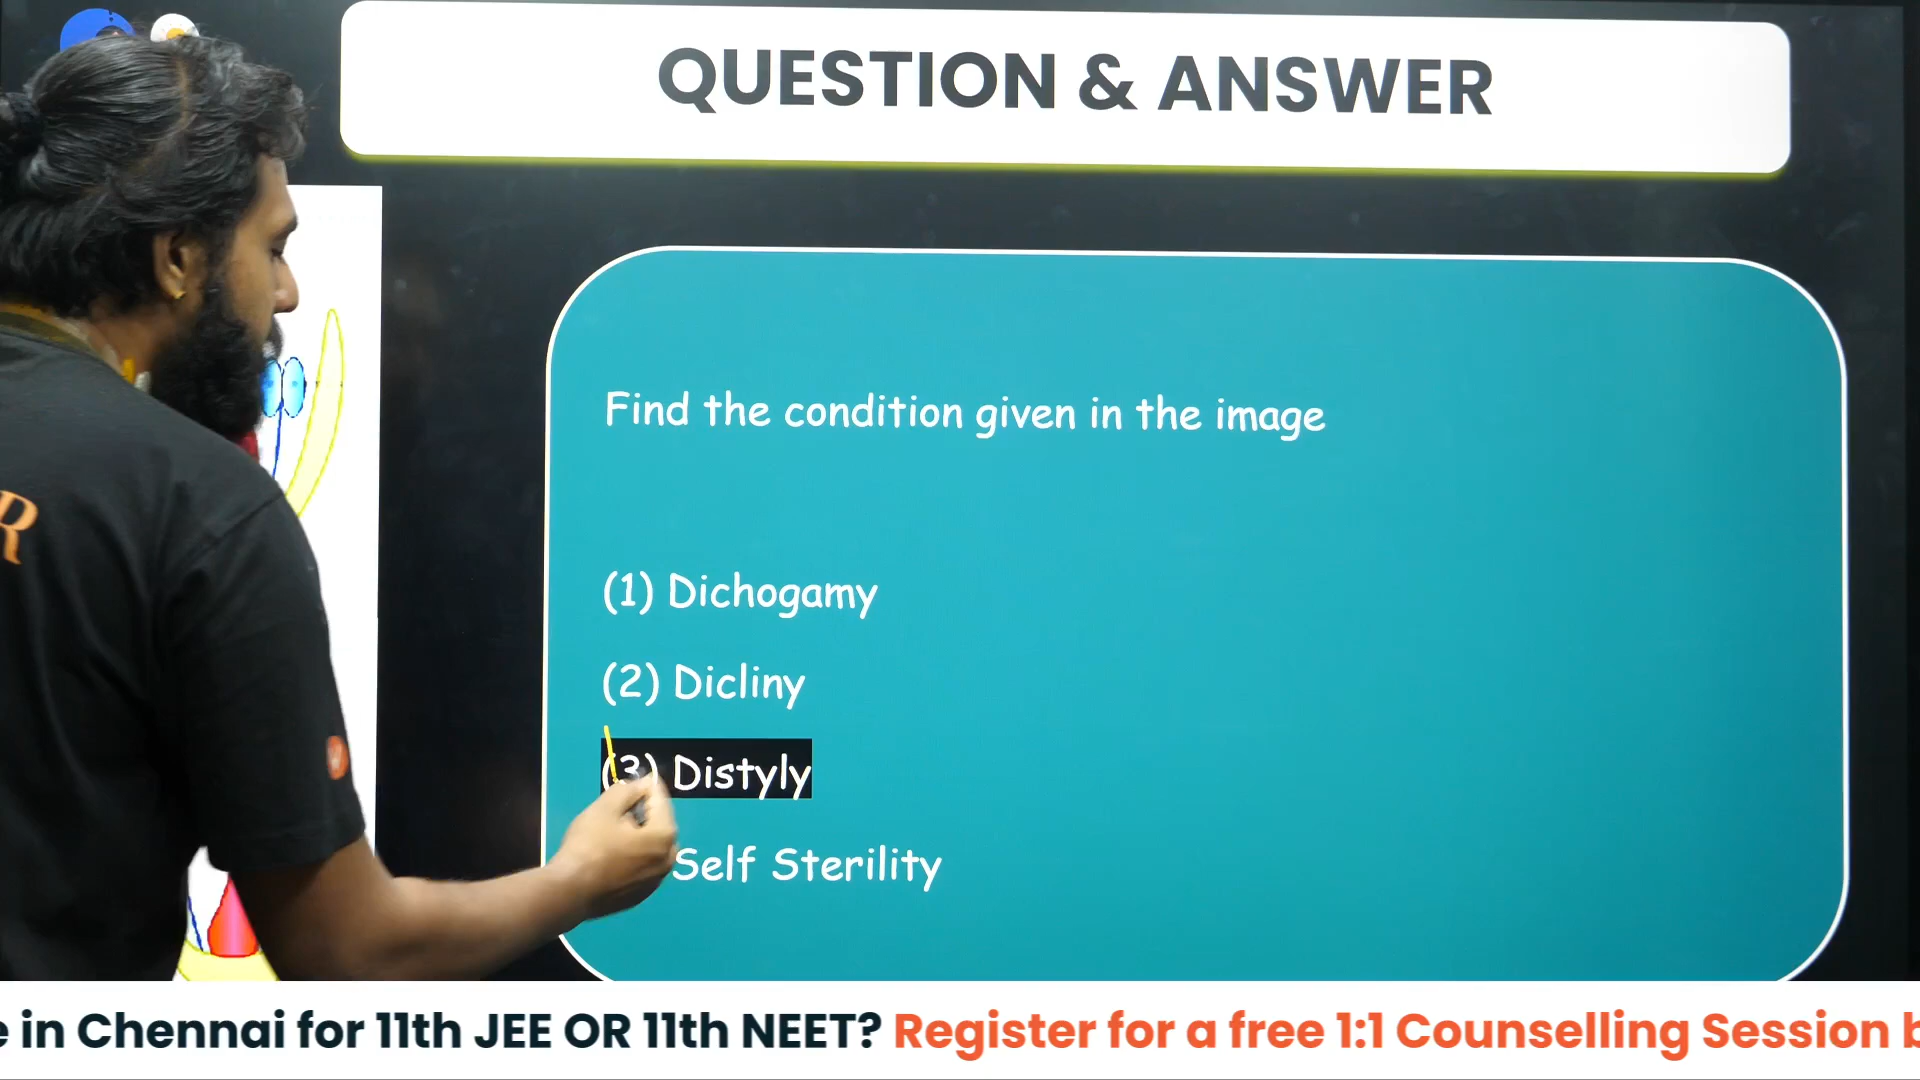 QUESTION & ANSWER
Find the condition given in the image
(1) Dichogamy
(2) Dicliny
(3) Distyly
Self Sterility
R
in Chennai for 11th JEE OR 11th NEET? Register for a free 1:1 Counselling Session